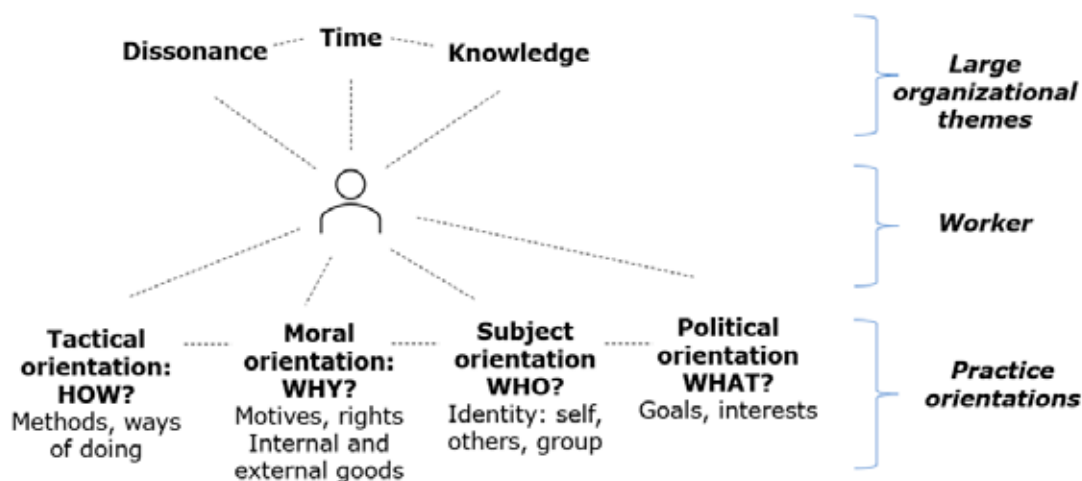 Dissonance
Time
Knowledge
Large
organizational
themes
Worker
Tactical
orientation:
HOW?
Methods, ways
of doing
Moral
orientation:
WHY?
Motives, rights
Internal and
external goods
Subject
orientation
WHO?
Identity: self,
others, group
Political
orientation
WHAT?
Goals, interests
Practice
orientations